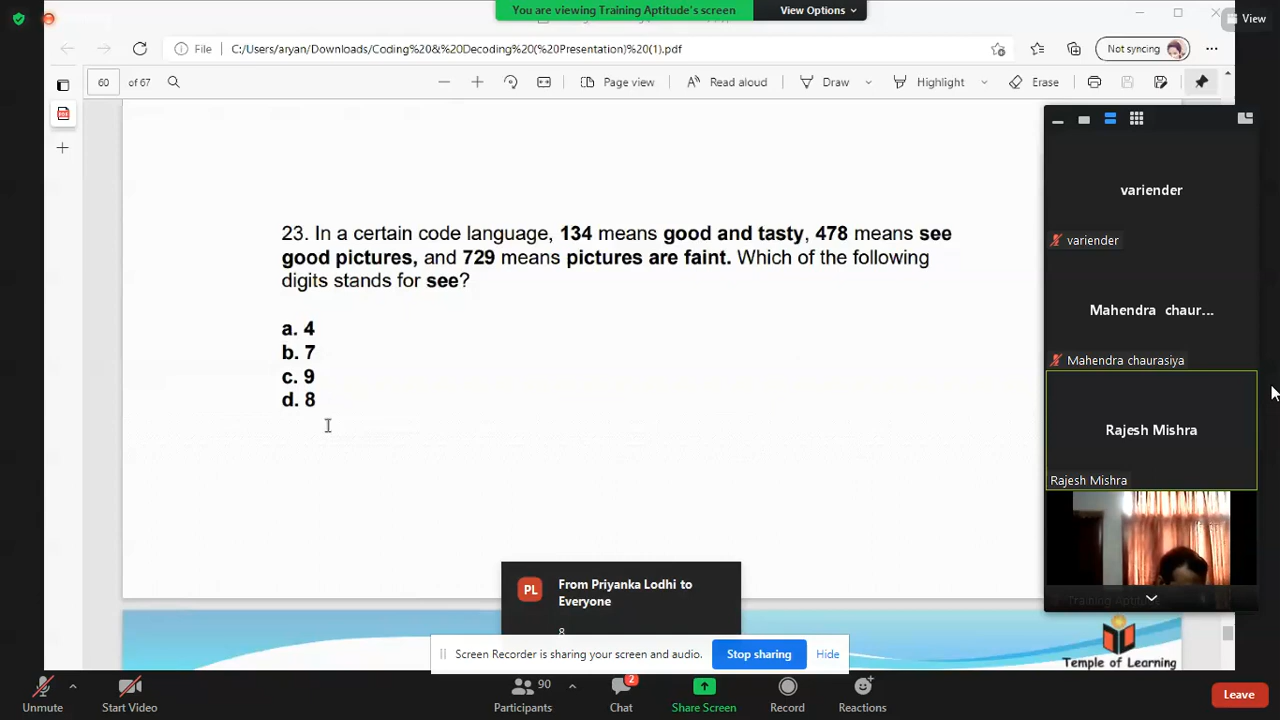 You are viewing Training Aptitude's screen
View Options
View
File
C:/Users/aryan/Downloads/Coding%20&%20Decoding%20(%20Presentation)%20(1).pdf
Not syncing
60 of 67
Page view
Read aloud
Draw
Highlight
Erase
23. In a certain code language, 134 means good and tasty, 478 means see
good pictures, and 729 means pictures are faint. Which of the following
digits stands for see?
a. 4
b. 7
c. 9
d. 8
variender
variender
Mahendra chaur...
Mahendra chaurasiya
Rajesh Mishra
Rajesh Mishra
Training Aptitude
PL
From Priyanka Lodhi to
Everyone
8
Screen Recorder is sharing your screen and audio.
Stop sharing
Hide
Temple of Learning
Unmute
Start Video
90
Participants
2
Chat
Share Screen
Record
Reactions
Leave